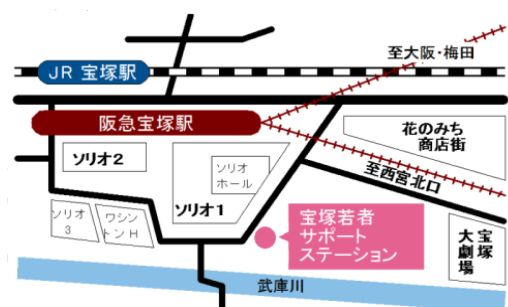 至大阪・梅田
JR 宝塚駅
阪急宝塚駅
花のみち
商店街
ソリオ2
ソリオ
ホール
至西宮北口
ソリオ1
ソリオ
3
ワシン
トンH
宝塚若者
サポート
ステーション
宝塚
大劇場
武庫川